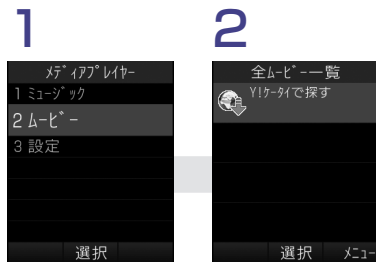 1
ﾒﾃﾞｨｱﾌﾟﾚｲﾔｰ
1 ﾐｭｰｼﾞｯｸ
2 ﾑｰﾋﾞｰ
3 設定
選択
2
全ﾑｰﾋﾞｰ一覧
Y!ｹｰﾀｲで探す
選択 ﾒﾆｭｰ